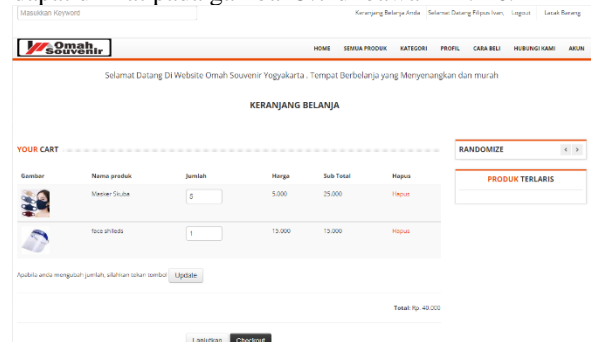 Masukkan Keyword
Keranjang Belanja Anda Selamat Datang Filipus Ivan, Logout Lacak Barang
Omah Souvenir
HOME SEMUA PRODUK KATEGORI PROFIL CARA BELI HUBUNGI KAMI AKUN
Selamat Datang Di Website Omah Souvenir Yogyakarta . Tempat Berbelanja yang Menyenangkan dan murah
KERANJANG BELANJA
YOUR CART
RANDOMIZE
Gambar Nama produk Jumlah Harga Sub Total Hapus
PRODUK TERLARIS
Masker Skuba 5 5.000 25.000 Hapus
face shileds 1 15.000 15.000 Hapus
Apabila anda mengubah jumlah, silahkan tekan tombol Update
Total: Rp. 40.000
Lanjutkan Checkout